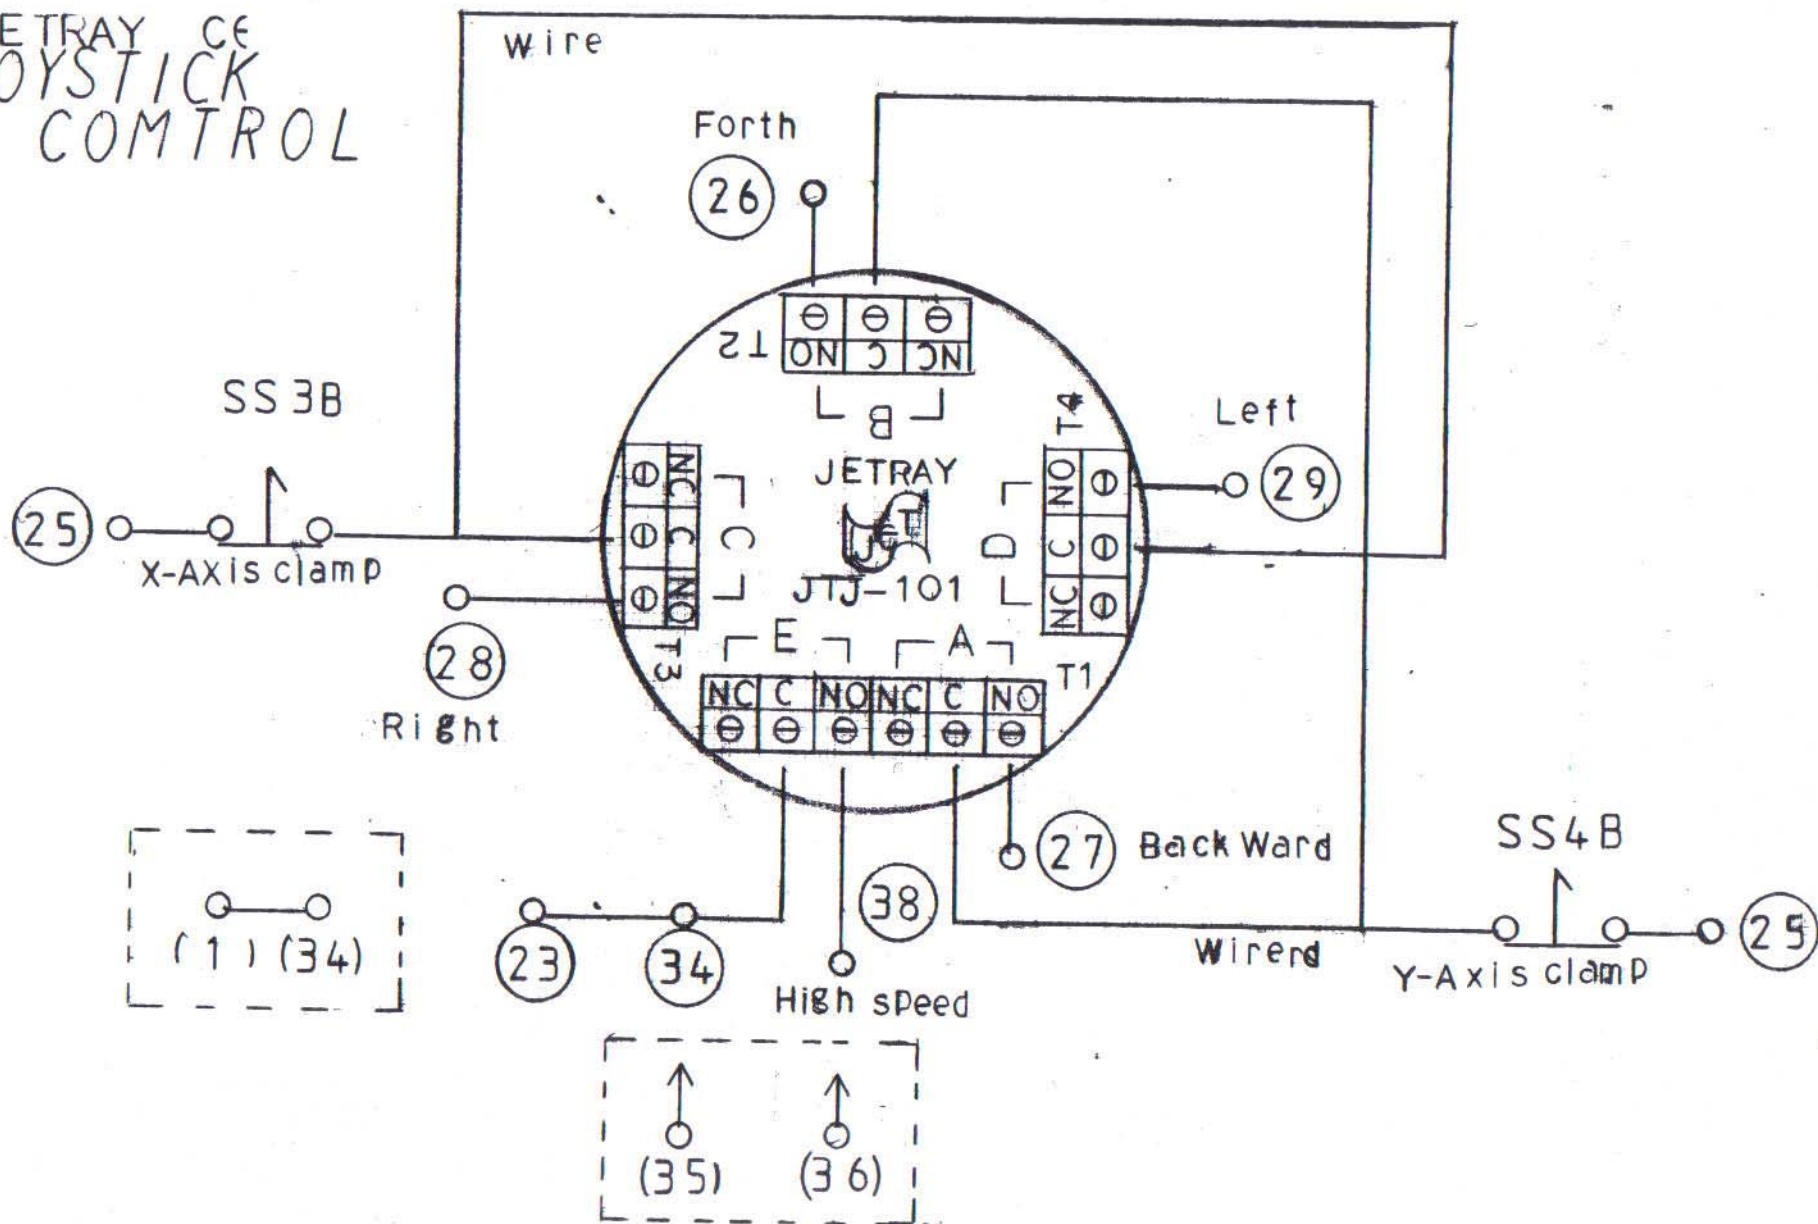 ETRAY CE
OYSTICK
COMTROL
Wire
Forth
26
T2
NO C NC
B
SS3B
T4
Left
29
NO
C
NC
D
JETRAY
JTJ-101
NC
C
NO
C
T3
25
X-AXis clamp
28
Right
E
A
T1
NC C NO NC C NO
27
BackWard
SS4B
38
(1) (34)
23
34
High speed
Wirerd
25
Y-Axis clamp
(35) (36)